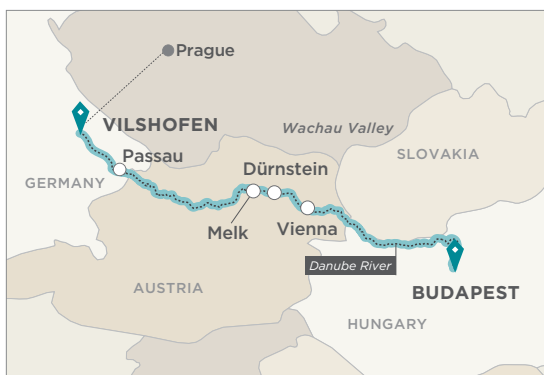 Prague
VILSHOFEN
Wachau Valley
Passau
SLOVAKIA
Dürnstein
GERMANY
Melk
Vienna
Danube River
AUSTRIA
BUDAPEST
HUNGARY